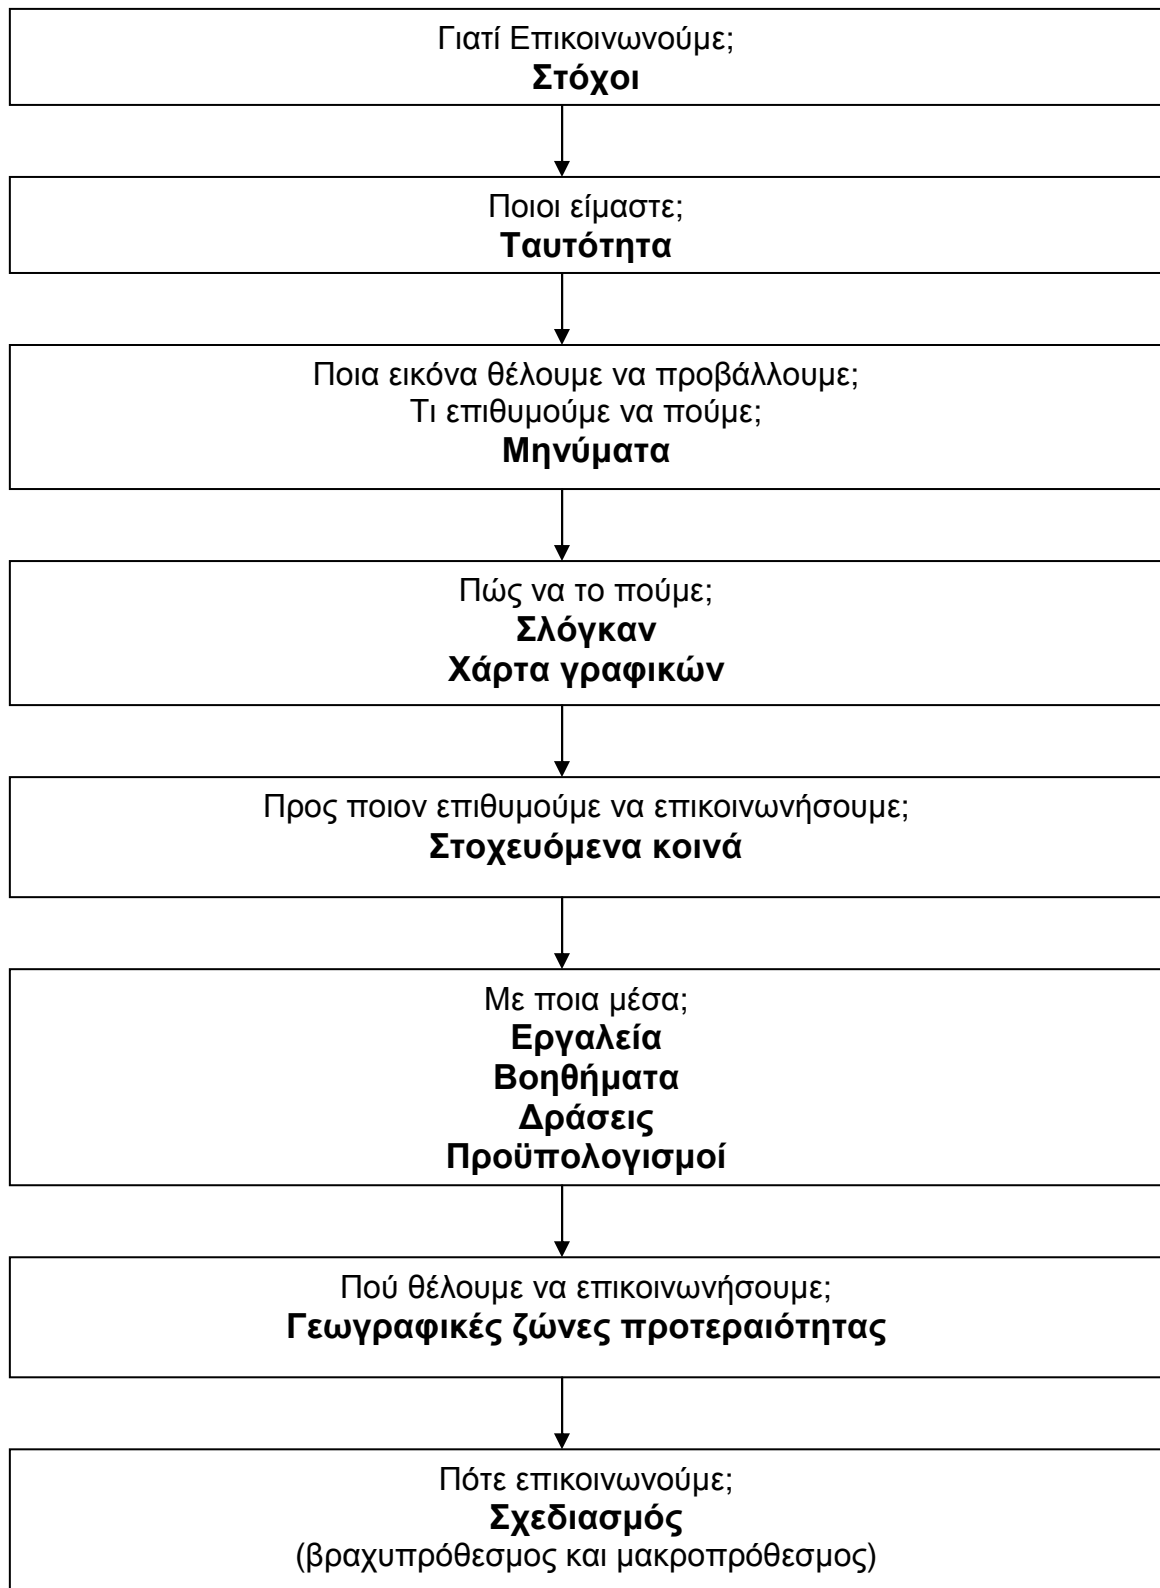 Γιατί Επικοινωνούμε;
Στόχοι
Ποιοι είμαστε;
Ταυτότητα
Ποια εικόνα θέλουμε να προβάλλουμε;
Τι επιθυμούμε να πούμε;
Μηνύματα
Πώς να το πούμε;
Σλόγκαν
Χάρτα γραφικών
Προς ποιον επιθυμούμε να επικοινωνήσουμε;
Στοχευόμενα κοινά
Με ποια μέσα;
Εργαλεία
Βοηθήματα
Δράσεις
Προϋπολογισμοί
Πού θέλουμε να επικοινωνήσουμε;
Γεωγραφικές ζώνες προτεραιότητας
Πότε επικοινωνούμε;
Σχεδιασμός
(βραχυπρόθεσμος και μακροπρόθεσμος)